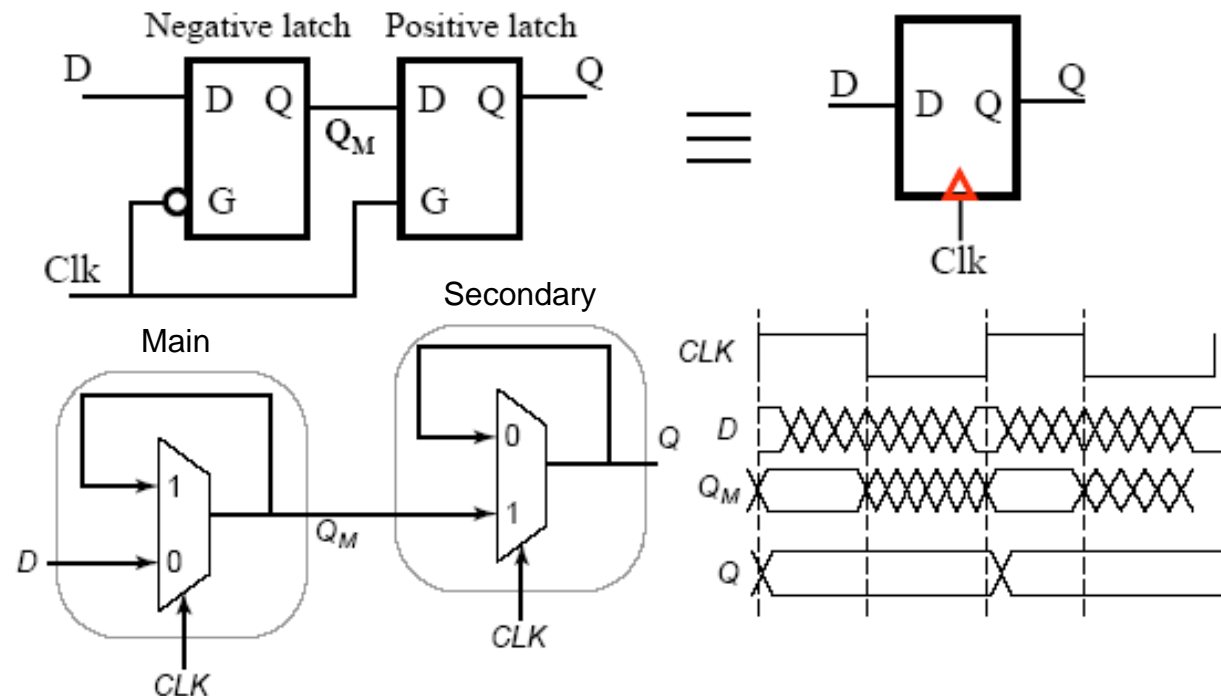 Negative latch Positive latch
D
D Q
Q_M
G
D Q
G
Q
Clk
D
D Q
Q
Clk
Main
1
0
D
CLK
Q_M
Secondary
0
1
Q
CLK
CLK
D
Q_M
Q